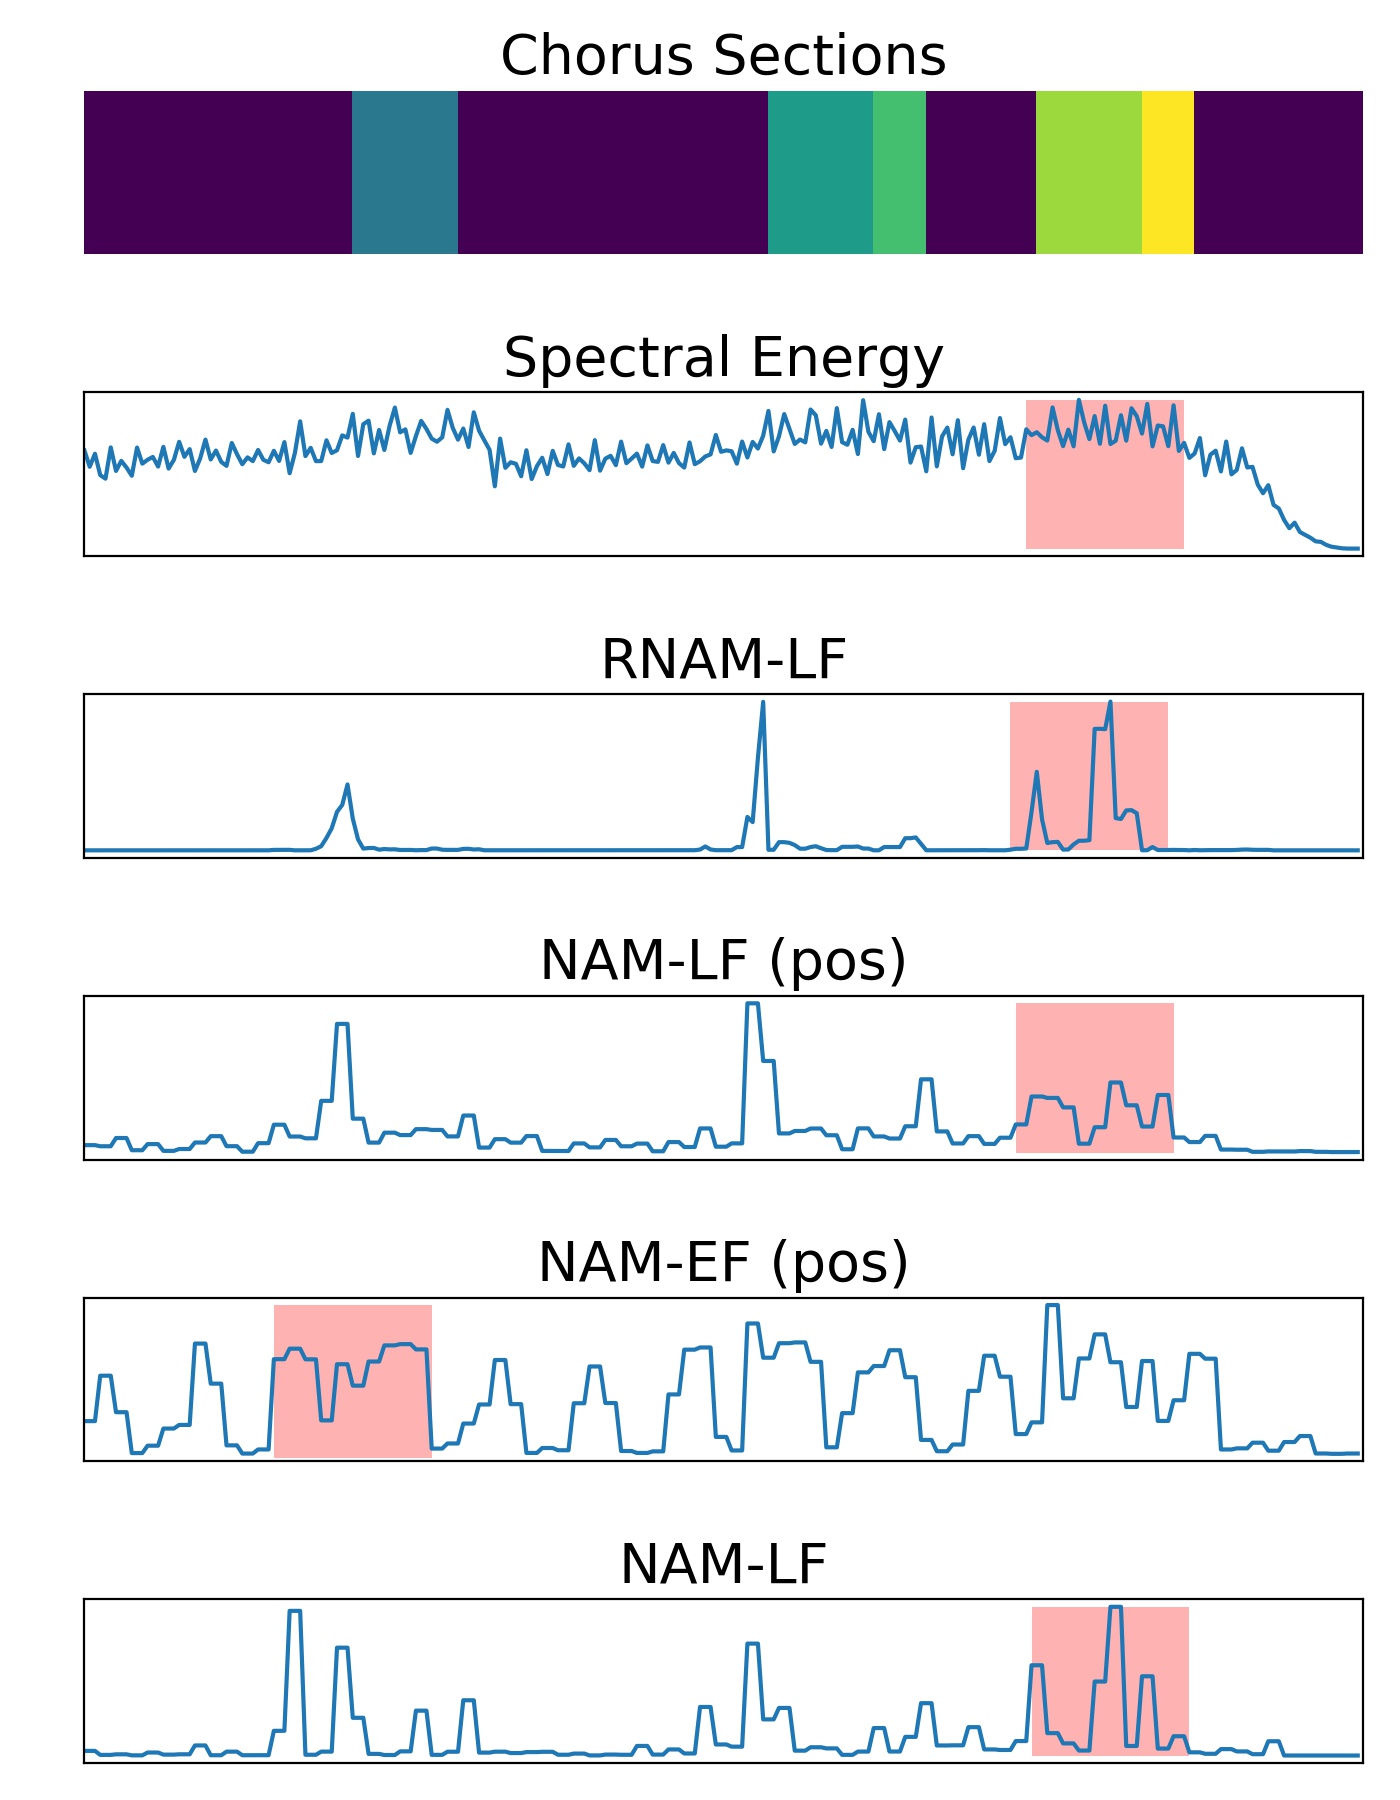 Chorus Sections
Spectral Energy
RNAM-LF
NAM-LF (pos)
NAM-EF (pos)
NAM-LF